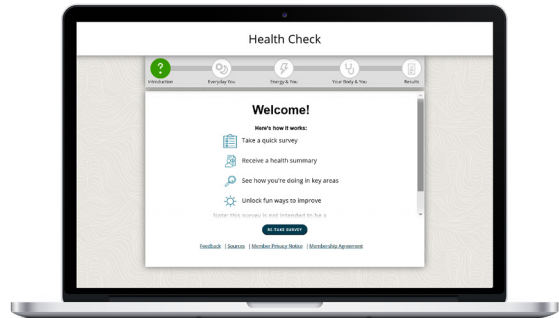 Health Check
?
Introduction
Everyday You
Energy & You
Your Body & You
Results
Welcome!
Here's how it works:
Take a quick survey
Receive a health summary
See how you're doing in key areas
Unlock fun ways to improve
Note: this survey is not intended to be a
RE-TAKE SURVEY
Feedback | Sources | Member Privacy Notice | Membership Agreement